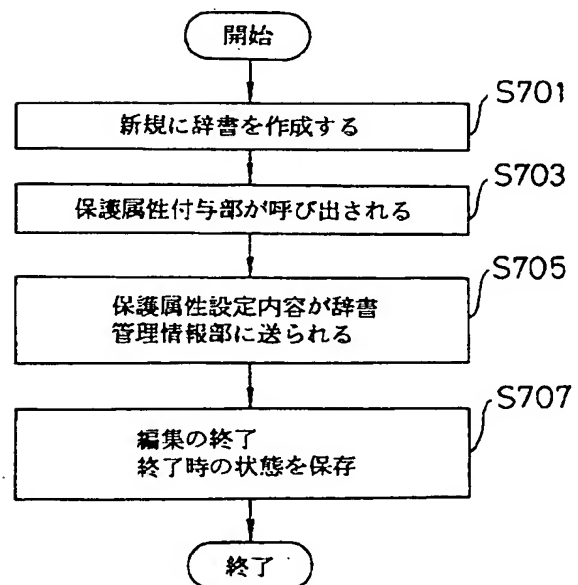 開始
S701
新規に辞書を作成する
S703
保護属性付与部が呼び出される
S705
保護属性設定内容が辞書
管理情報部に送られる
S707
編集の終了
終了時の状態を保存
終了